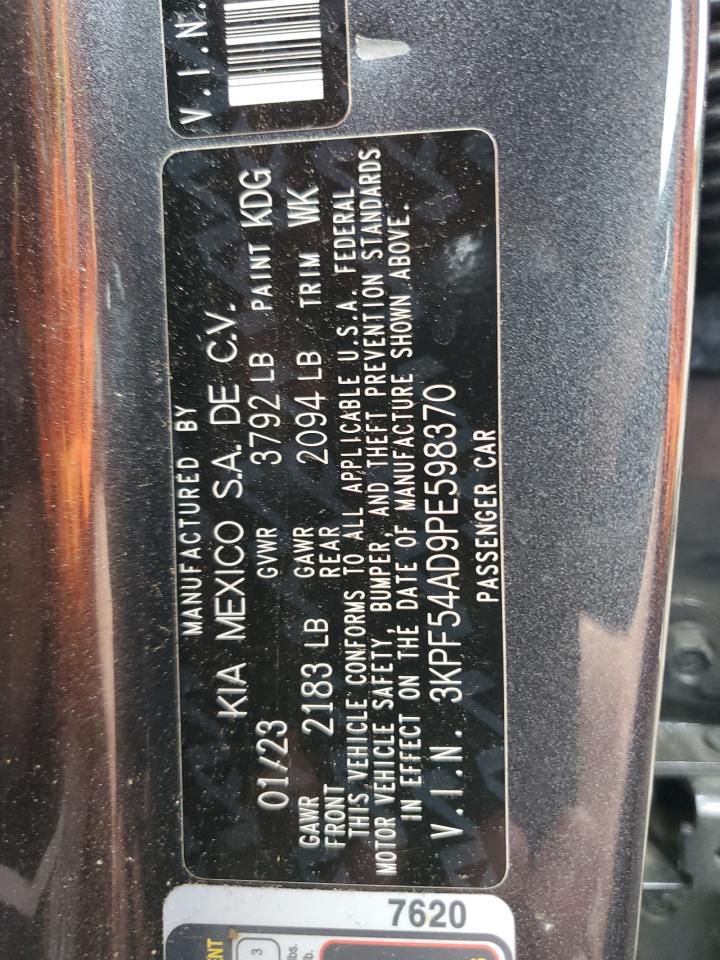 V.I.N.
MANUFACTURED BY
KIA MEXICO S.A. DE C.V.
01/23 GVWR 3792 LB PAINT KDG
GAWR FRONT 2183 LB GAWR REAR 2094 LB TRIM WK
THIS VEHICLE CONFORMS TO ALL APPLICABLE U.S.A. FEDERAL
MOTOR VEHICLE SAFETY, BUMPER, AND THEFT PREVENTION STANDARDS
IN EFFECT ON THE DATE OF MANUFACTURE SHOWN ABOVE.
V.I.N. 3KPF54AD9PE598370
PASSENGER CAR
7620
3